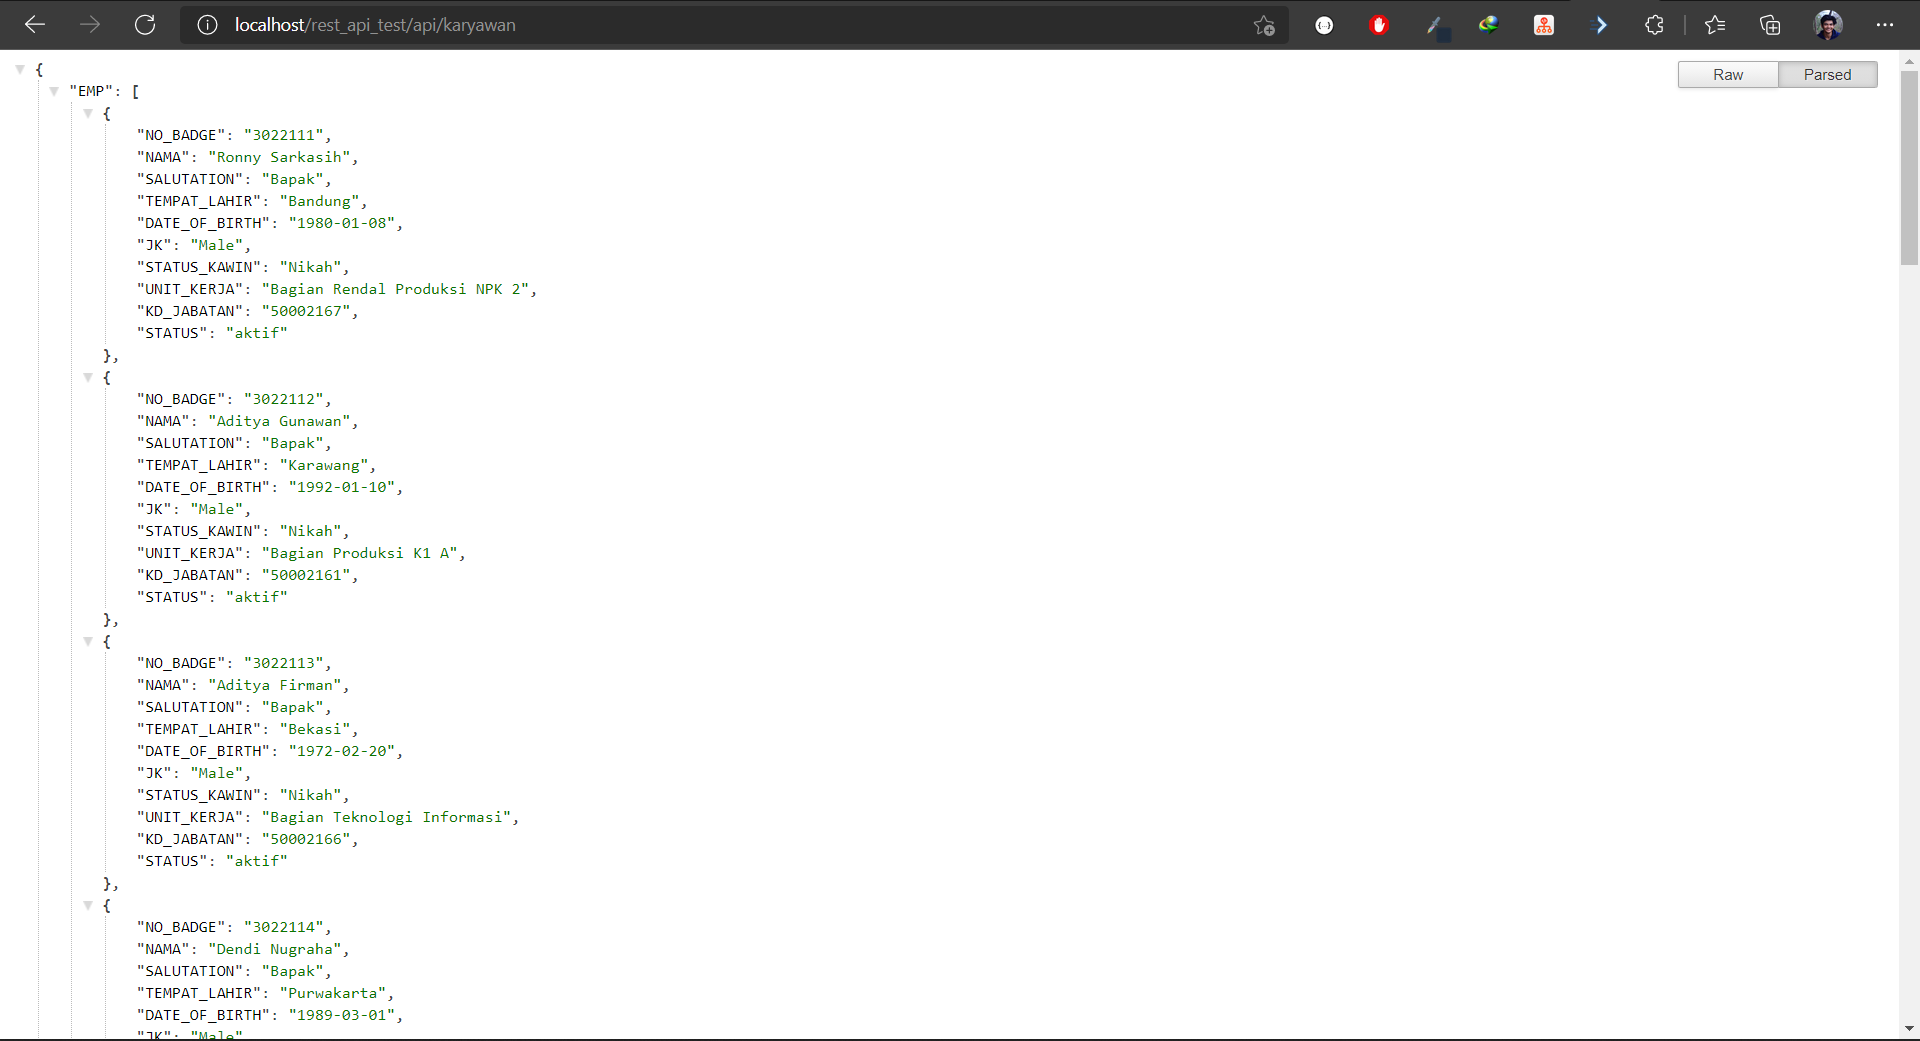 localhost/rest_api_test/api/karyawan
Raw
Parsed
{
"EMP": [
{
"NO_BADGE": "3022111",
"NAMA": "Ronny Sarkasih",
"SALUTATION": "Bapak",
"TEMPAT_LAHIR": "Bandung",
"DATE_OF_BIRTH": "1980-01-08",
"JK": "Male",
"STATUS_KAWIN": "Nikah",
"UNIT_KERJA": "Bagian Rendal Produksi NPK 2",
"KD_JABATAN": "50002167",
"STATUS": "aktif"
},
{
"NO_BADGE": "3022112",
"NAMA": "Aditya Gunawan",
"SALUTATION": "Bapak",
"TEMPAT_LAHIR": "Karawang",
"DATE_OF_BIRTH": "1992-01-10",
"JK": "Male",
"STATUS_KAWIN": "Nikah",
"UNIT_KERJA": "Bagian Produksi K1 A",
"KD_JABATAN": "50002161",
"STATUS": "aktif"
},
{
"NO_BADGE": "3022113",
"NAMA": "Aditya Firman",
"SALUTATION": "Bapak",
"TEMPAT_LAHIR": "Bekasi",
"DATE_OF_BIRTH": "1972-02-20",
"JK": "Male",
"STATUS_KAWIN": "Nikah",
"UNIT_KERJA": "Bagian Teknologi Informasi",
"KD_JABATAN": "50002166",
"STATUS": "aktif"
},
{
"NO_BADGE": "3022114",
"NAMA": "Dendi Nugraha",
"SALUTATION": "Bapak",
"TEMPAT_LAHIR": "Purwakarta",
"DATE_OF_BIRTH": "1989-03-01",
"JK": "Male"